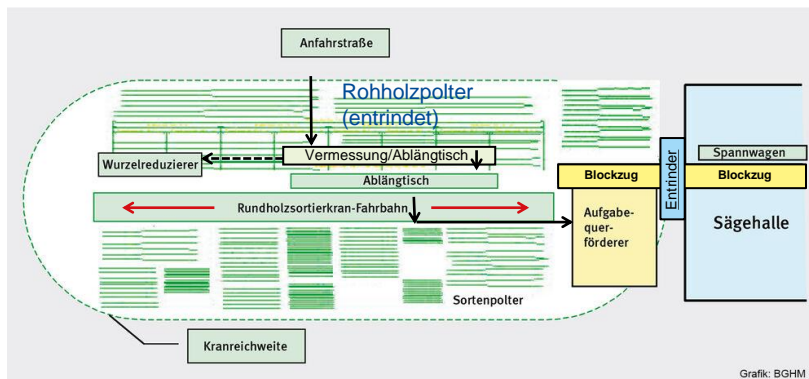 Anfahrstraße
Rohholzpolter
(entrindet)
Wurzelreduzierer
Vermessung/Ablängtisch
Ablängtisch
Rundholzsortierkran-Fahrbahn
Blockzug
Entrinder
Spannwagen
Blockzug
Aufgabe-
quer-
förderer
Sägehalle
Sortenpolter
Kranreichweite
Grafik: BGHM